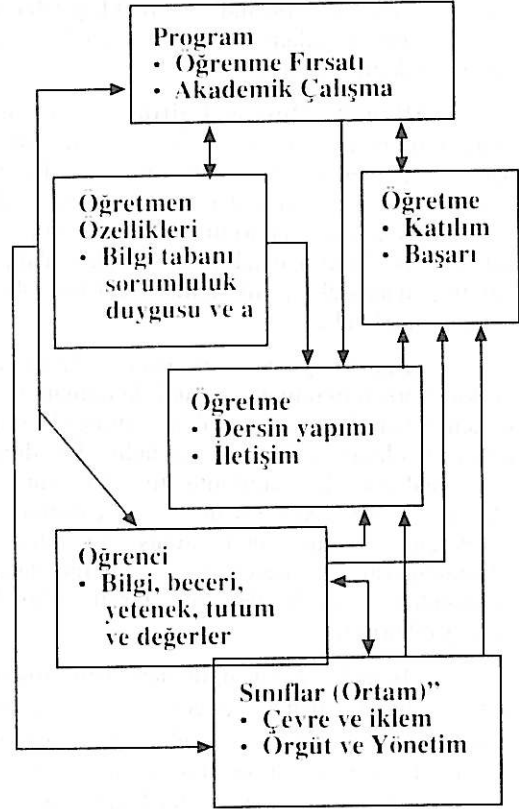 Program
• Öğrenme Fırsatı
• Akademik Çalışma
Öğretmen
Özellikleri
• Bilgi tabanı
sorumluluk
duygusu ve a
Öğretme
• Katılım
• Başarı
Öğretme
• Dersin yapımı
• İletişim
Öğrenci
• Bilgi, beceri,
yetenek, tutum
ve değerler
Sınıflar (Ortam)”
• Çevre ve iklem
• Örgüt ve Yönetim